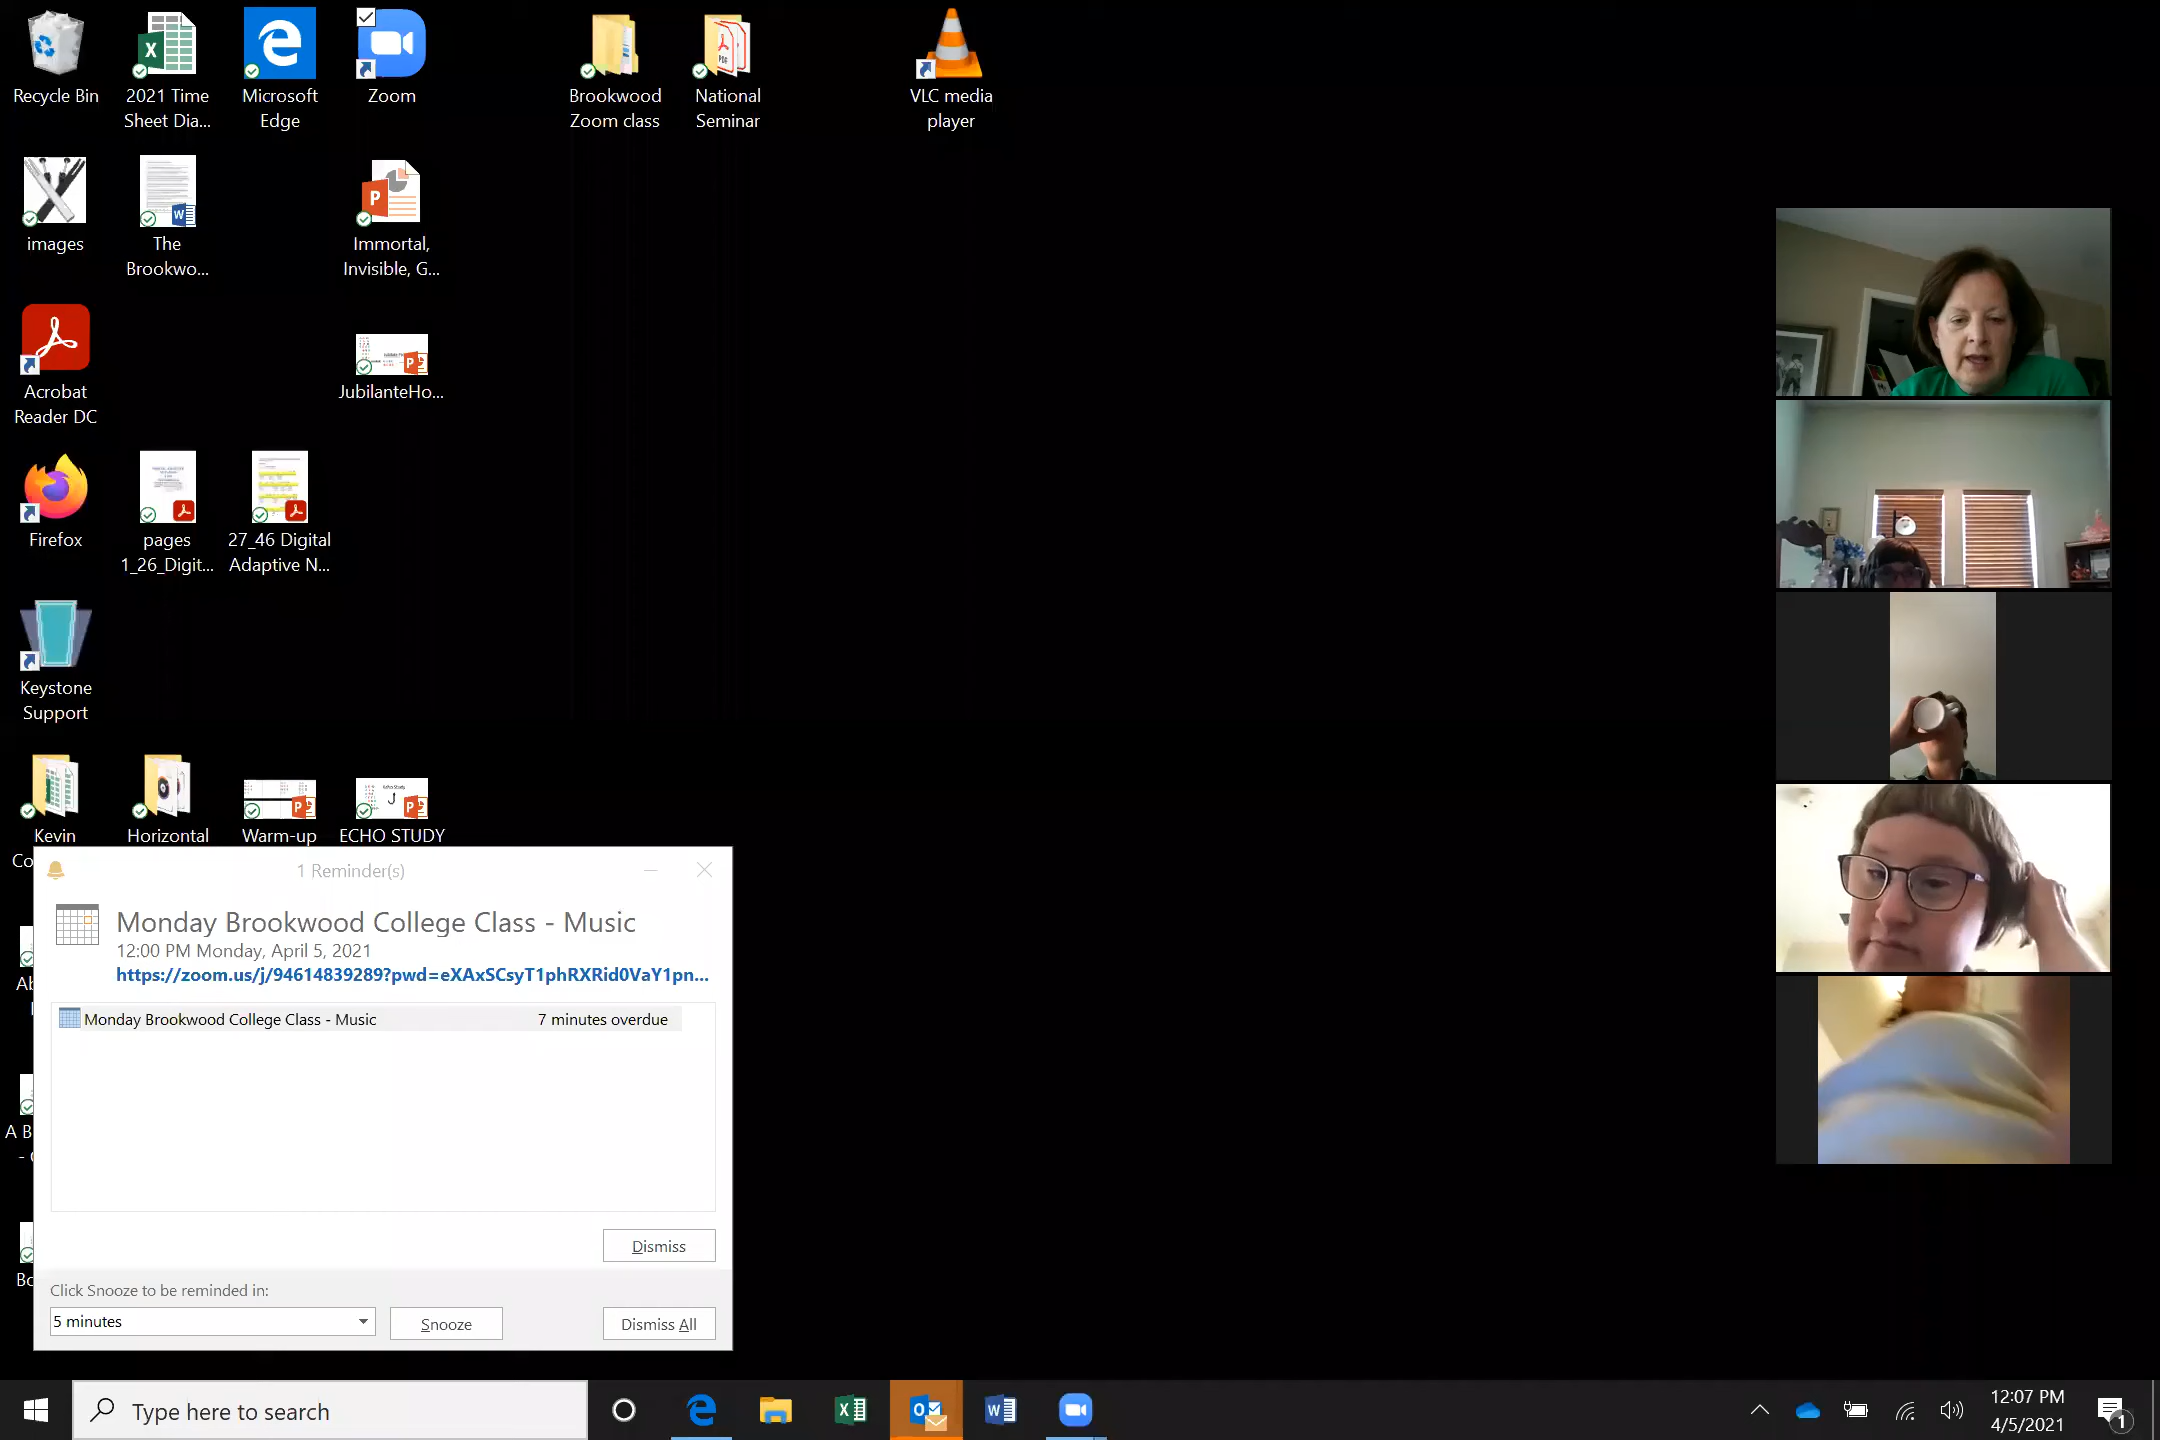 Recycle Bin
2021 Time
Sheet Dia...
Microsoft
Edge
Zoom
Brookwood
Zoom class
National
Seminar
VLC media
player
images
The
Brookwo...
Immortal,
Invisible, G...
Acrobat
Reader DC
JubilanteHo...
Firefox
pages
1_26_Digit...
27_46 Digital
Adaptive N...
Keystone
Support
Kevin
Co
Horizontal
Warm-up
ECHO STUDY
Ab
A B
- C
Bo
1 Reminder(s)
Monday Brookwood College Class - Music
12:00 PM Monday, April 5, 2021
https://zoom.us/j/94614839289?pwd=eXAxSCsyT1phRXRid0VaY1pn...
Monday Brookwood College Class - Music 7 minutes overdue
Dismiss
Click Snooze to be reminded in:
5 minutes
Snooze
Dismiss All
Type here to search
12:07 PM
4/5/2021
1